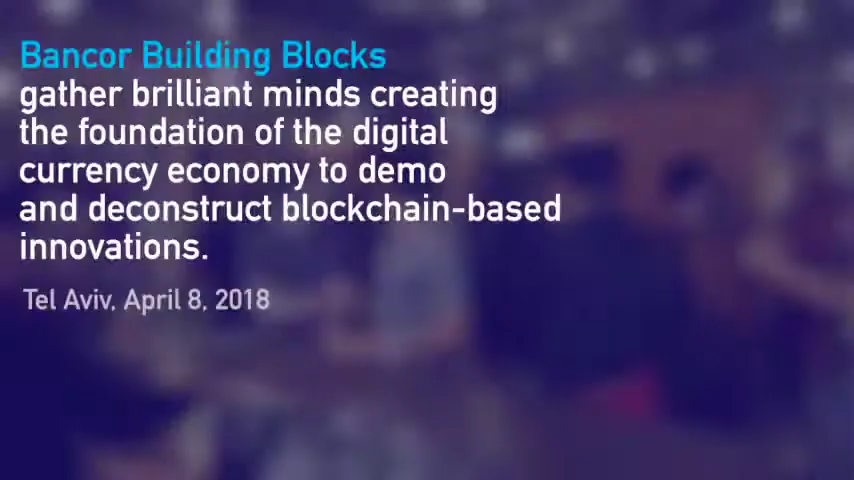 Bancor Building Blocks
gather brilliant minds creating
the foundation of the digital
currency economy to demo
and deconstruct blockchain-based
innovations.
Tel Aviv, April 8, 2018